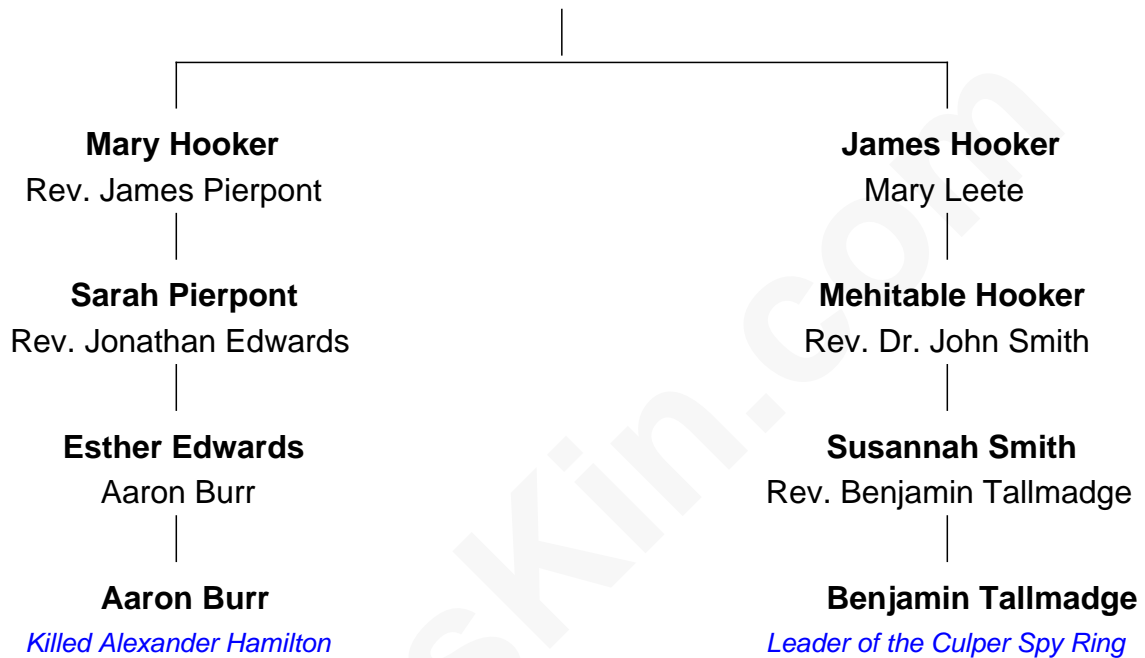 Mary Hooker
Rev. James Pierpont
James Hooker
Mary Leete
Sarah Pierpont
Rev. Jonathan Edwards
Mehitable Hooker
Rev. Dr. John Smith
Esther Edwards
Aaron Burr
Susannah Smith
Rev. Benjamin Tallmadge
Aaron Burr
Killed Alexander Hamilton
Benjamin Tallmadge
Leader of the Culper Spy Ring
sKin.com